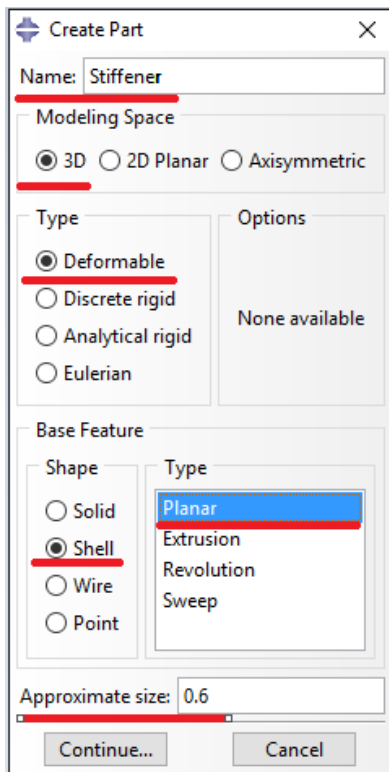 Create Part
Name: Stiffener
Modeling Space
3D 2D Planar Axisymmetric
Type
Deformable
Discrete rigid
Analytical rigid
Eulerian
Options
None available
Base Feature
Shape
Solid
Shell
Wire
Point
Type
Planar
Extrusion
Revolution
Sweep
Approximate size: 0.6
Continue... Cancel